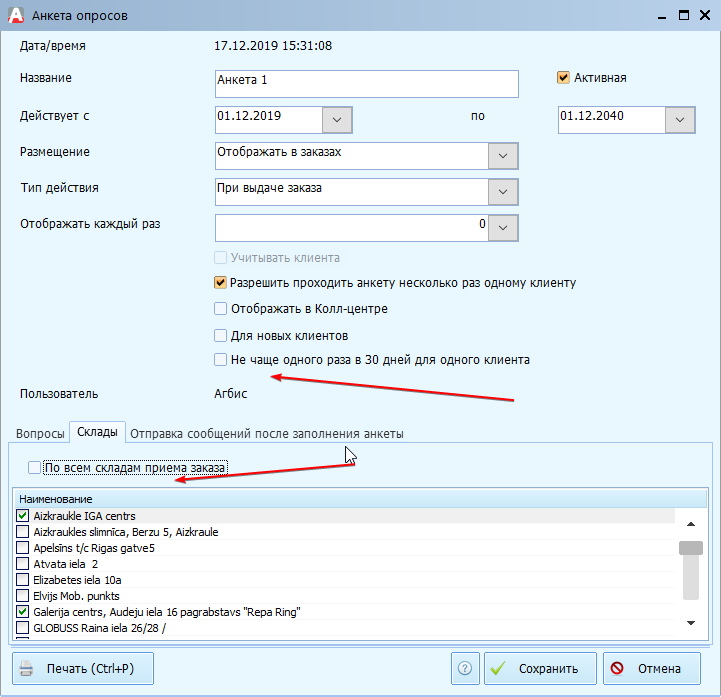 Анкета опросов
Дата/время 17.12.2019 15:31:08
Название Анкета 1 Активная
Действует с 01.12.2019 по 01.12.2040
Размещение Отображать в заказах
Тип действия При выдаче заказа
Отображать каждый раз 0
Учитывать клиента
Разрешить проходить анкету несколько раз одному клиенту
Отображать в Колл-центре
Для новых клиентов
Не чаще одного раза в 30 дней для одного клиента
Пользователь Агбис
Вопросы Склады Отправка сообщений после заполнения анкеты
По всем складам приема заказа
Наименование
Aizkraukle IGA centrs
Aizkraukles slimnīca, Berzu 5, Aizkraule
Apelsīns t/c Rigas gatve5
Atvata iela 2
Elizabetes iela 10a
Elvijs Mob. punkts
Galerija centrs, Audeju iela 16 pagrabstavs "Repa Ring"
GLOBUSS Raina iela 26/28 /
Печать (Ctrl+P) ? Сохранить Отмена